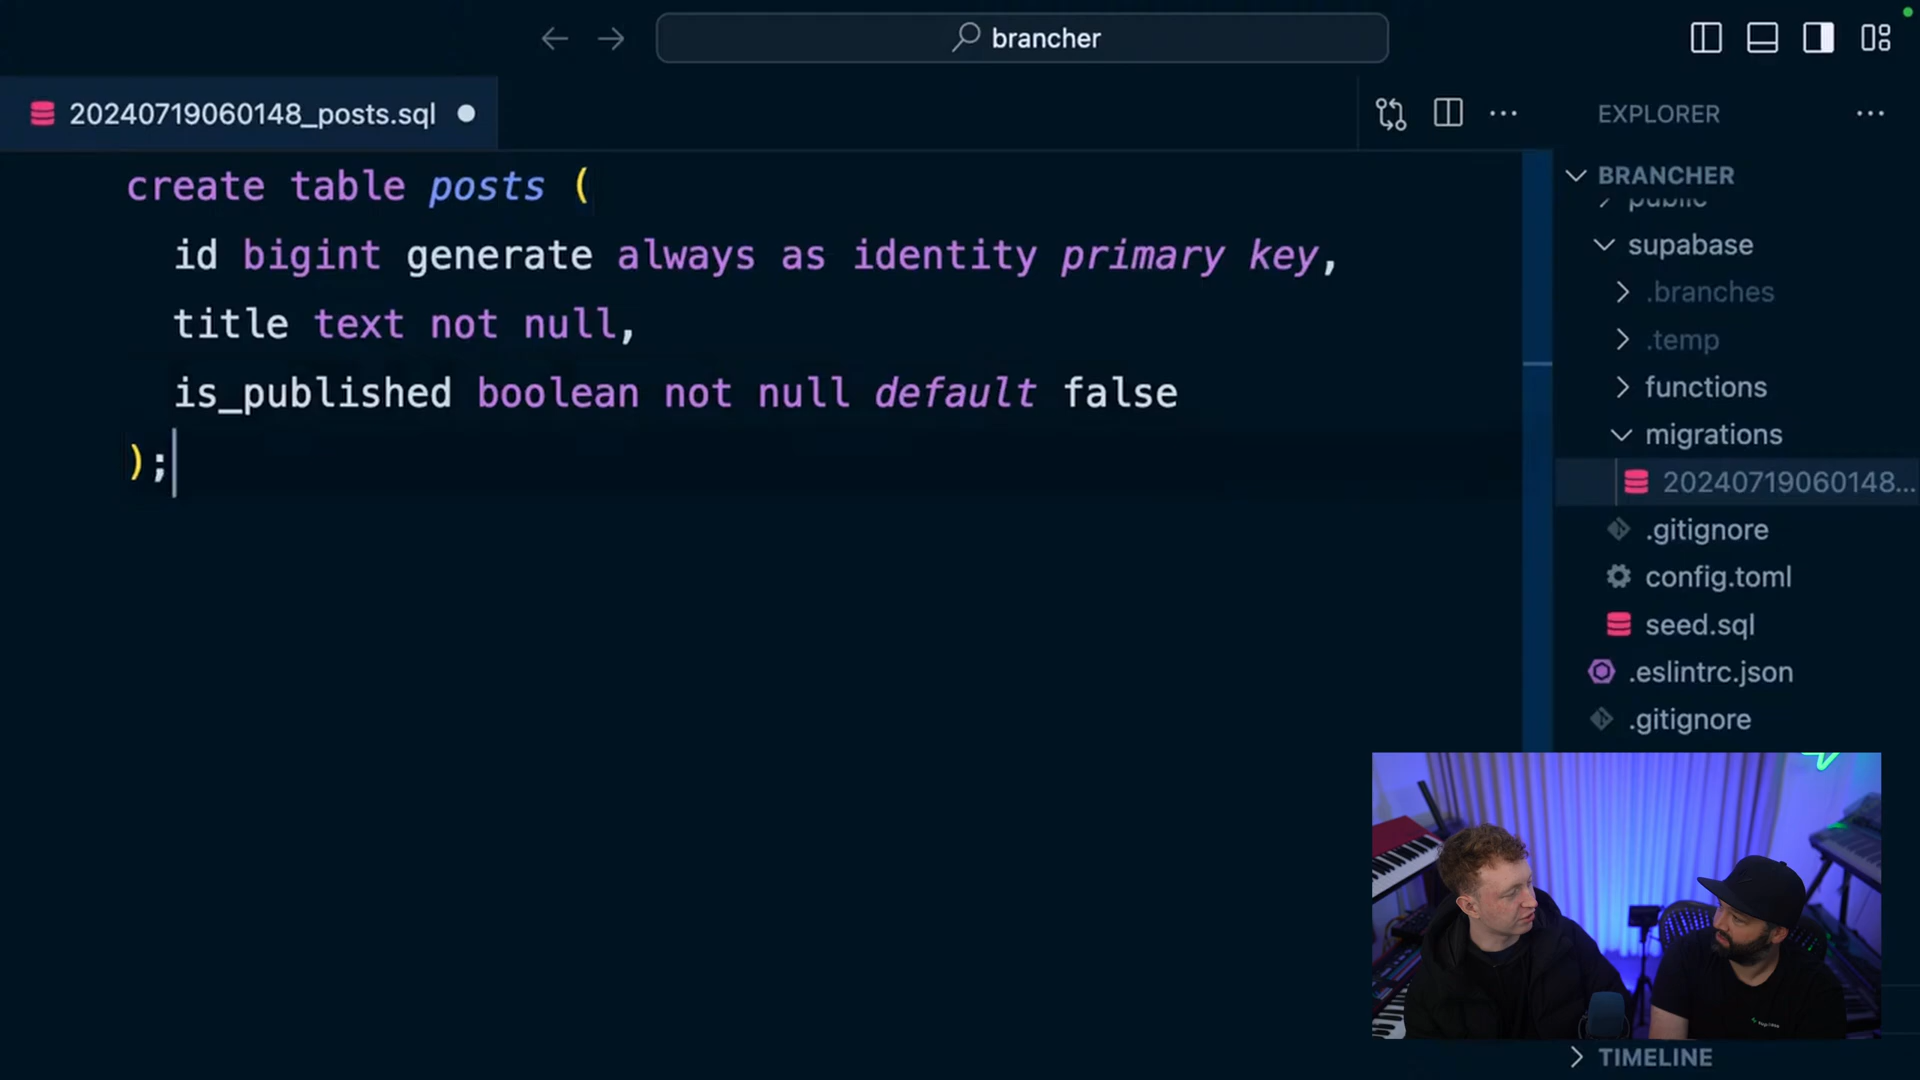 brancher
20240719060148_posts.sql
EXPLORER
create table posts (
id bigint generate always as identity primary key,
title text not null,
is_published boolean not null default false
);
BRANCHER
public
supabase
.branches
.temp
functions
migrations
20240719060148...
.gitignore
config.toml
seed.sql
.eslintrc.json
.gitignore
TIMELINE